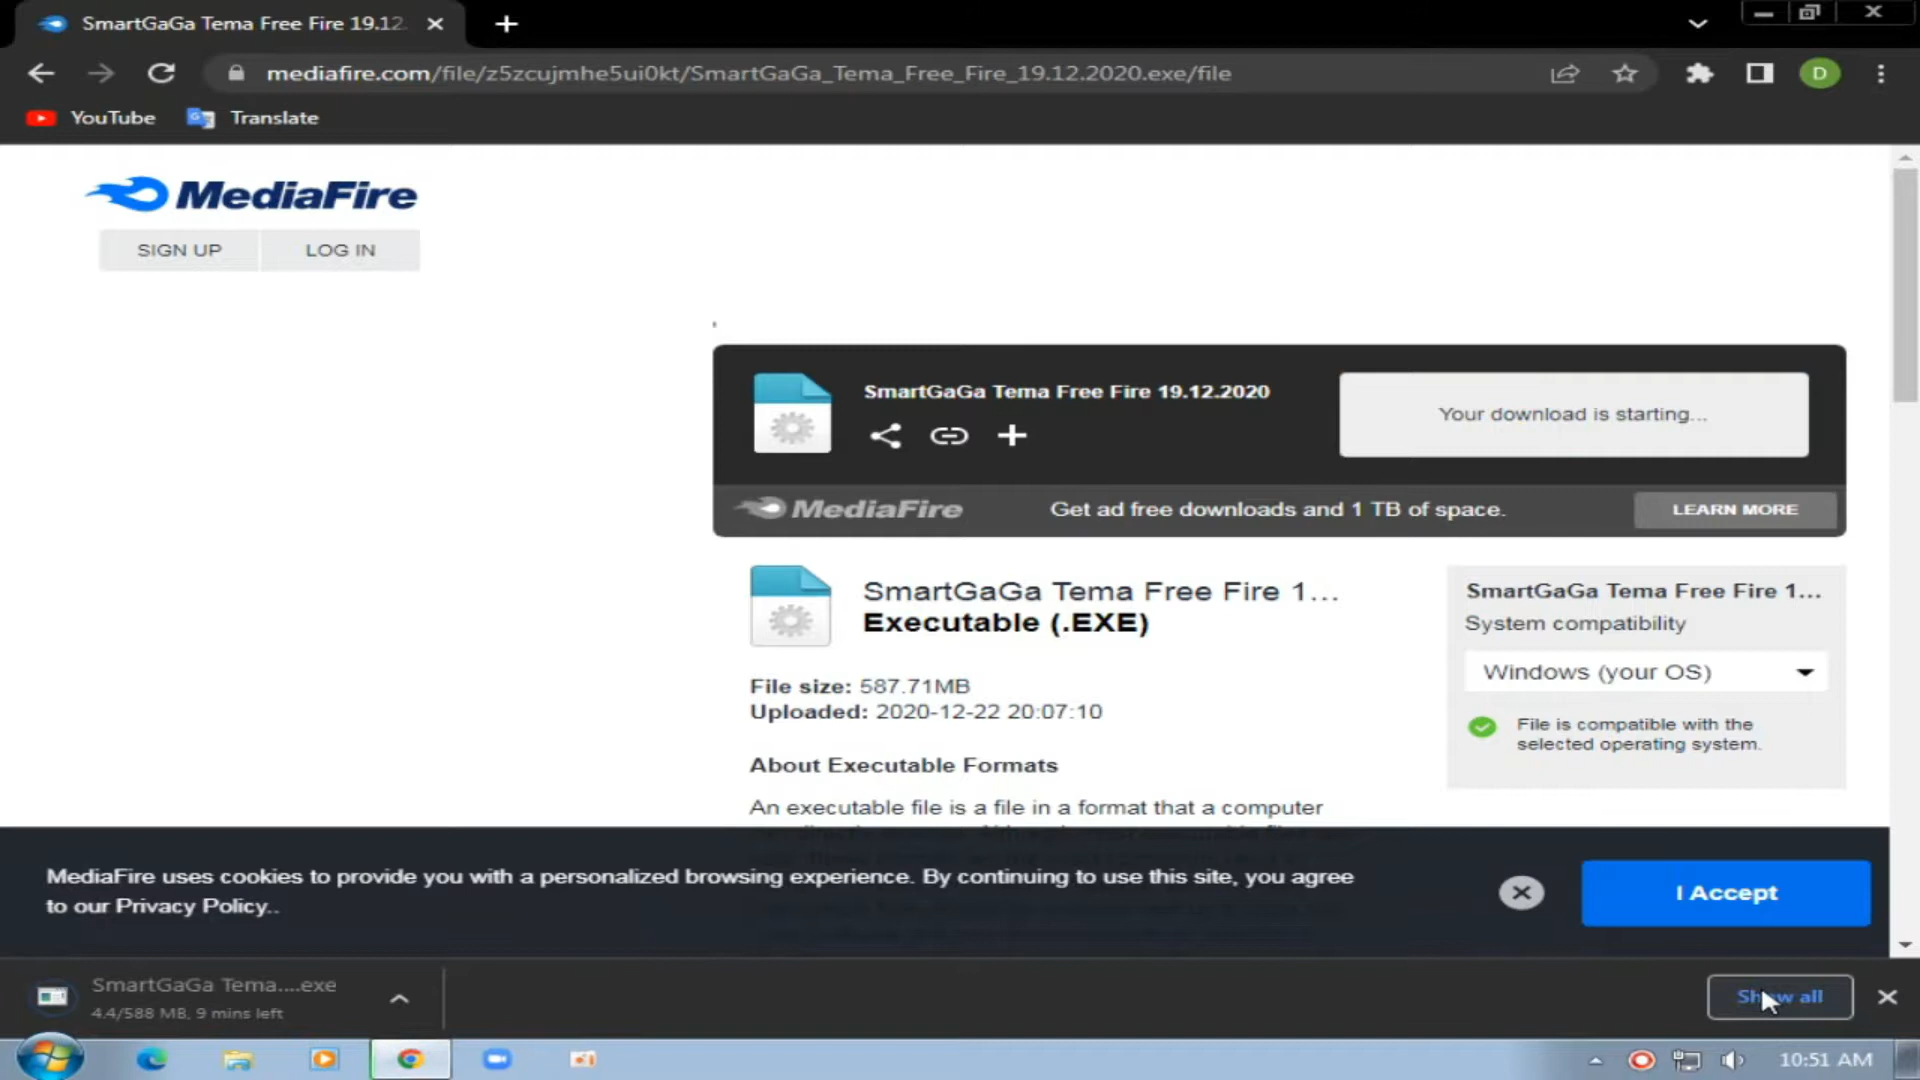 SmartGaGa Tema Free Fire 19.12.
mediafire.com/file/z5zcujmhe5ui0kt/SmartGaGa_Tema_Free_Fire_19.12.2020.exe/file
D
YouTube
Translate
MediaFire
SIGN UP
LOG IN
SmartGaGa Tema Free Fire 19.12.2020
Your download is starting...
MediaFire
Get ad free downloads and 1 TB of space.
LEARN MORE
SmartGaGa Tema Free Fire 1...
Executable (.EXE)
File size: 587.71MB
Uploaded: 2020-12-22 20:07:10
About Executable Formats
An executable file is a file in a format that a computer
SmartGaGa Tema Free Fire 1...
System compatibility
Windows (your OS)
File is compatible with the
selected operating system.
MediaFire uses cookies to provide you with a personalized browsing experience. By continuing to use this site, you agree
to our Privacy Policy..
I Accept
SmartGaGa Tema....exe
4.4/588 MB, 9 mins left
Show all
10:51 AM